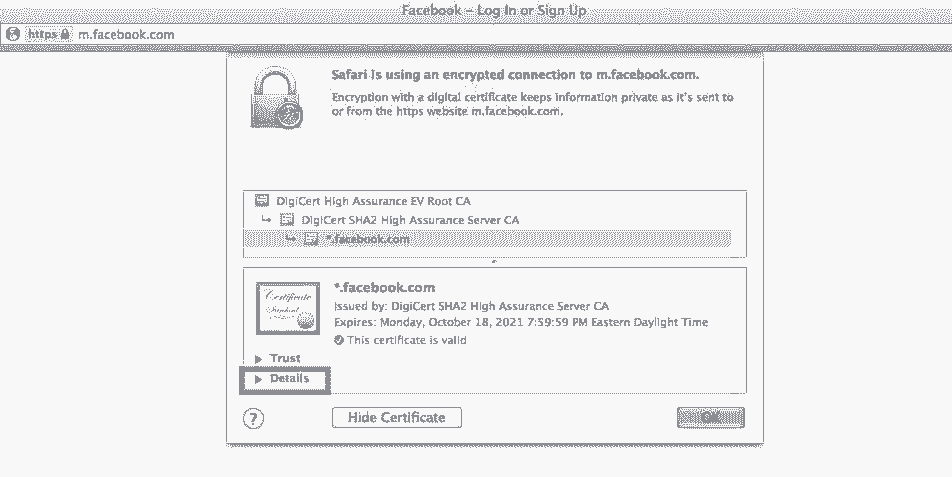 Facebook – Log In or Sign Up
https m.facebook.com
Safari is using an encrypted connection to m.facebook.com.
Encryption with a digital certificate keeps information private as it's sent to
or from the https website m.facebook.com.
DigiCert High Assurance EV Root CA
DigiCert SHA2 High Assurance Server CA
*.facebook.com
Certificate
Standard
*.facebook.com
Issued by: DigiCert SHA2 High Assurance Server CA
Expires: Monday, October 18, 2021 7:59:59 PM Eastern Daylight Time
This certificate is valid
Trust
Details
?
Hide Certificate
OK